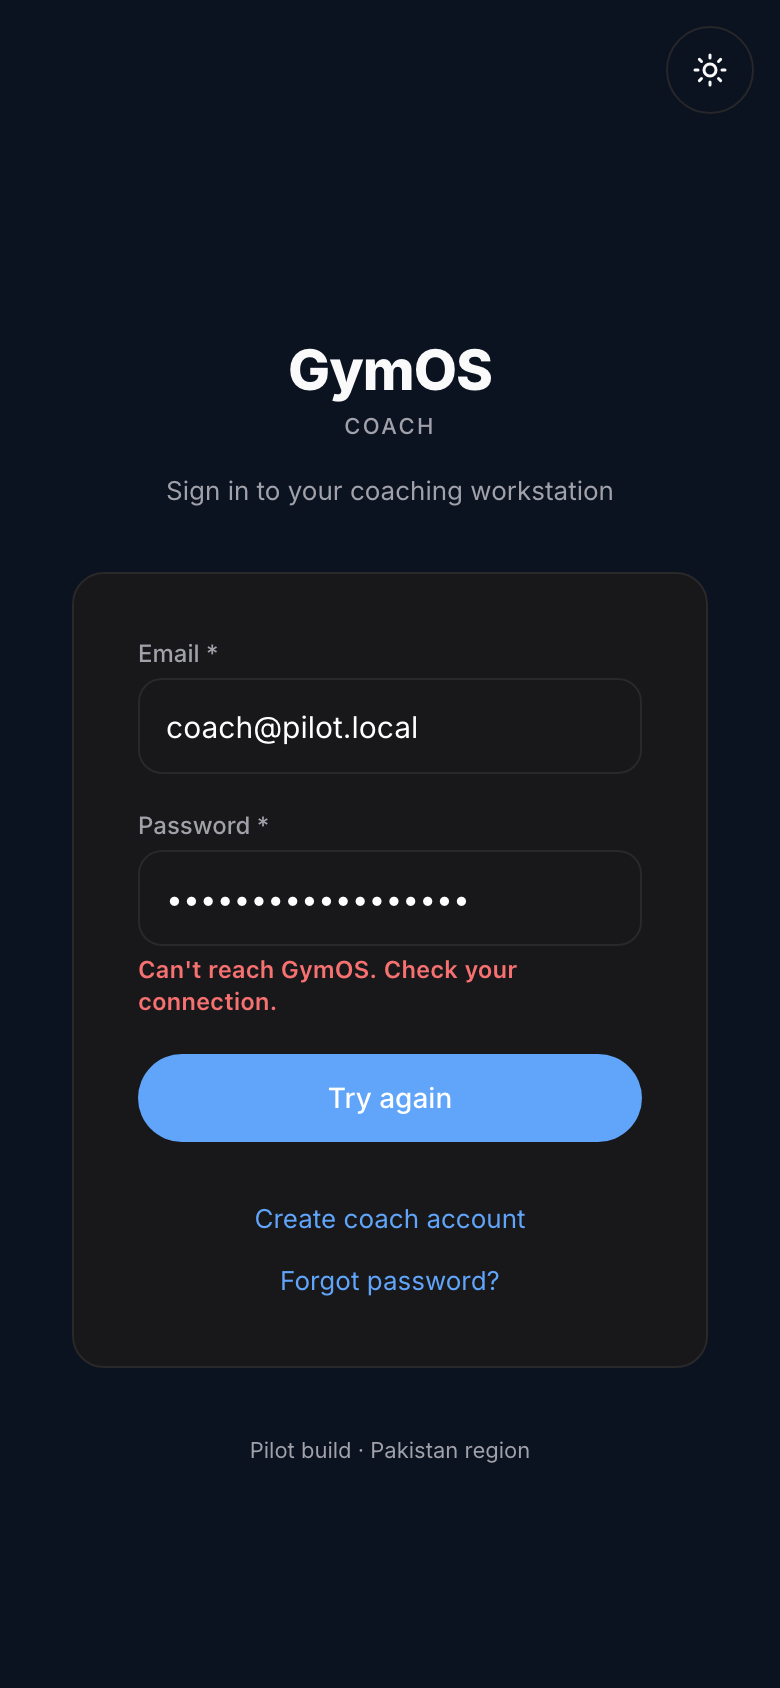 GymOS
COACH
Sign in to your coaching workstation
Email *
coach@pilot.local
Password *
••••••••••••••••••
Can't reach GymOS. Check your
connection.
Try again
Create coach account
Forgot password?
Pilot build · Pakistan region